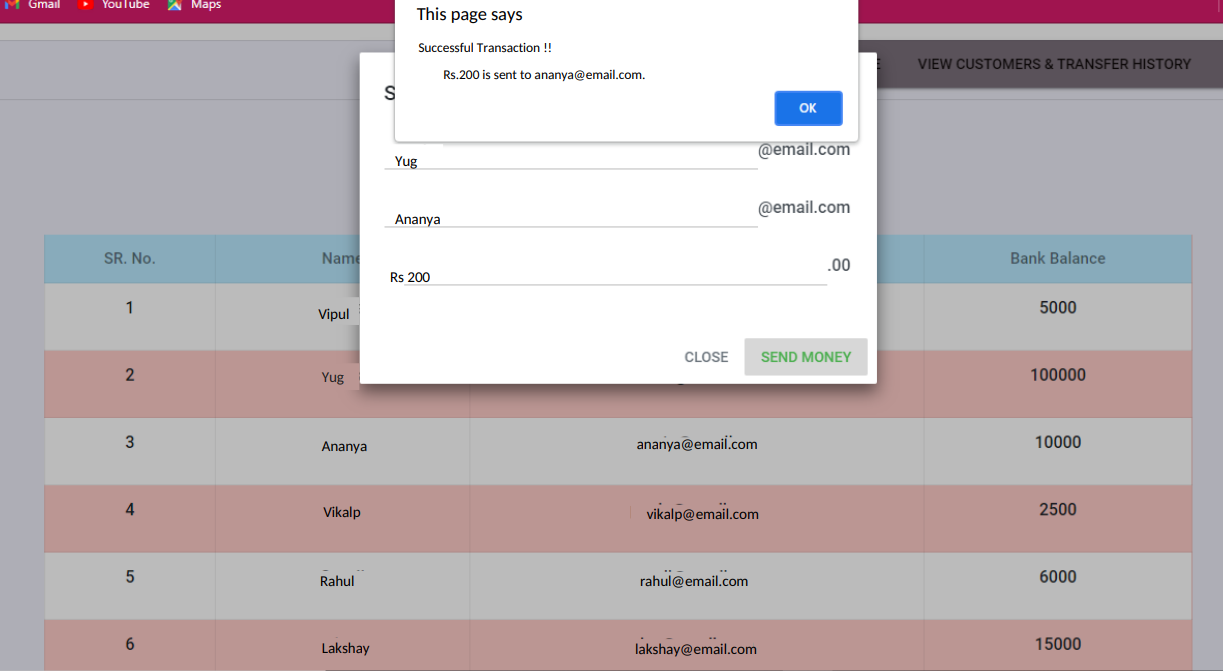 Gmail YouTube Maps
This page says
Successful Transaction !!
Rs.200 is sent to ananya@email.com.
OK
VIEW CUSTOMERS & TRANSFER HISTORY
Yug @email.com
Ananya @email.com
Rs 200 .00
CLOSE SEND MONEY
SR. No. Name Bank Balance
1 Vipul 5000
2 Yug 100000
3 Ananya ananya@email.com 10000
4 Vikalp vikalp@email.com 2500
5 Rahul rahul@email.com 6000
6 Lakshay lakshay@email.com 15000